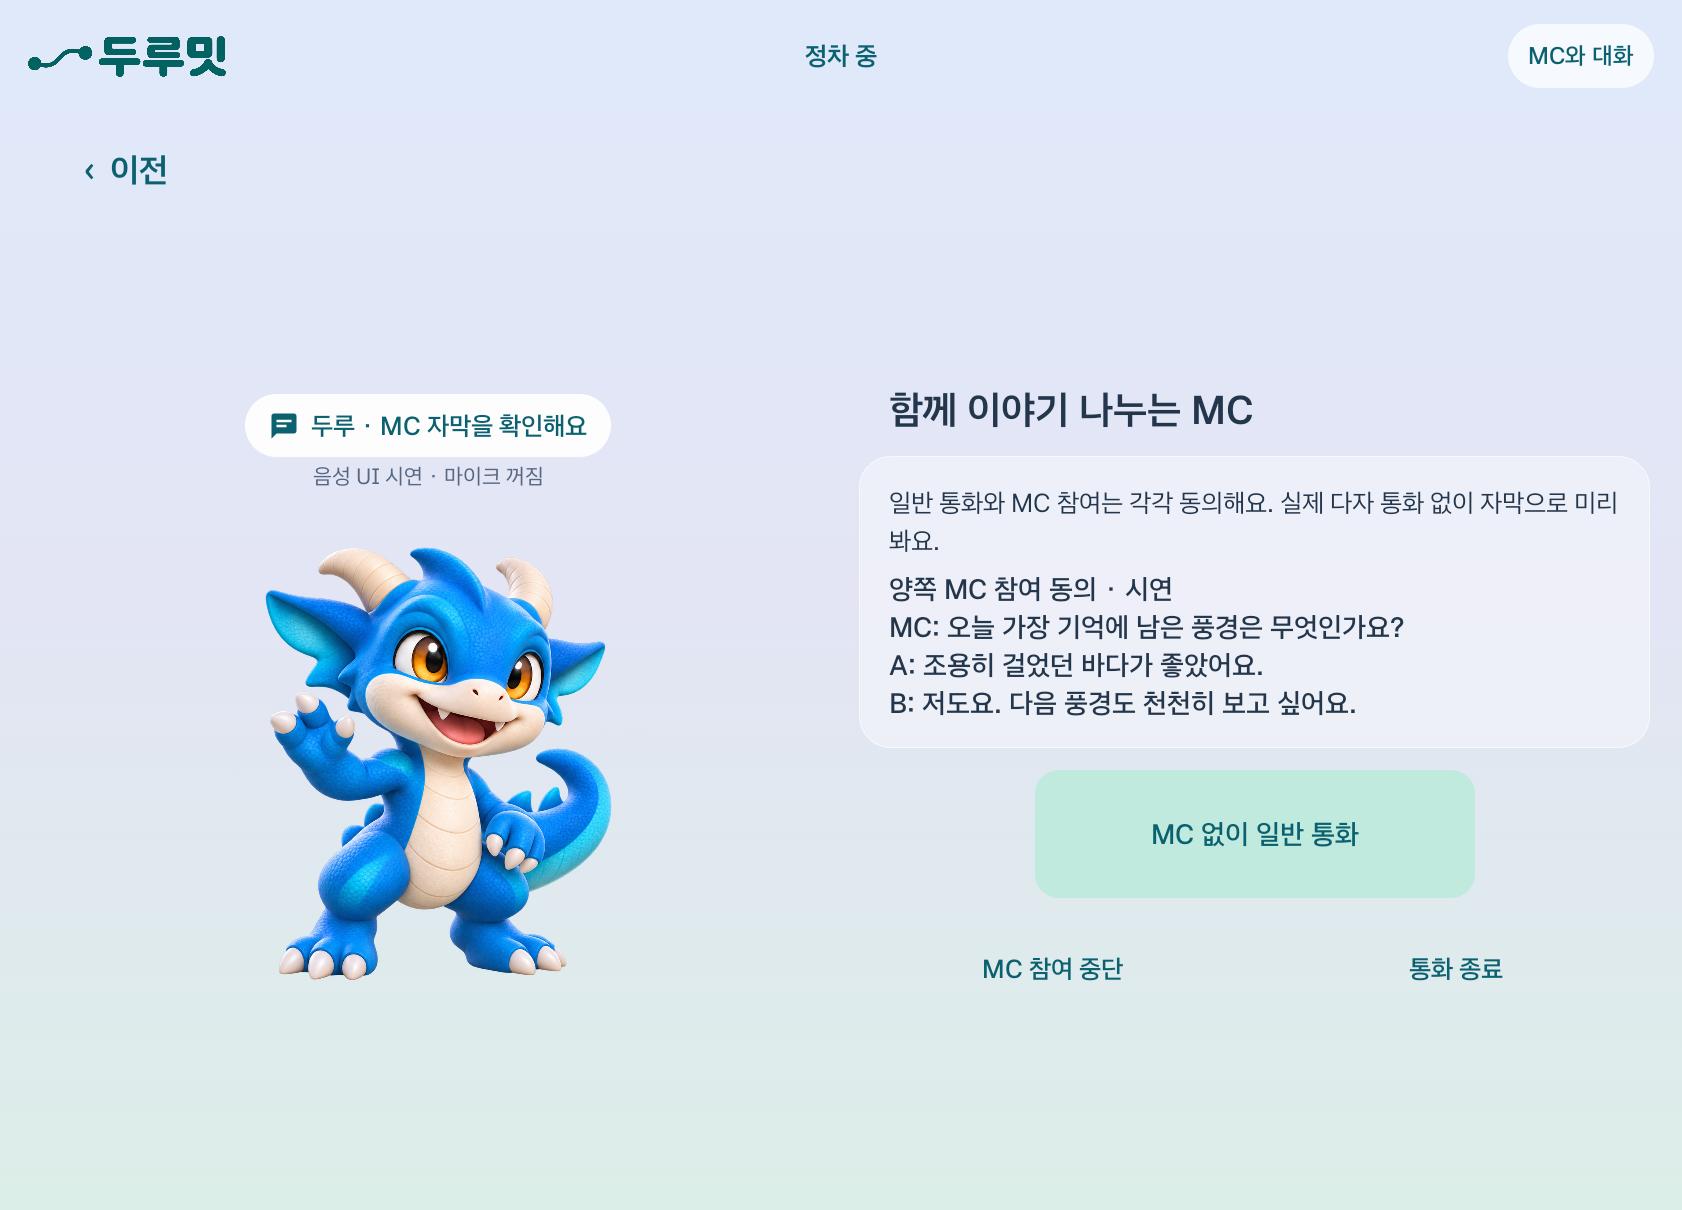 두루밋
정차 중
MC와 대화
‹ 이전
두루 · MC 자막을 확인해요
음성 UI 시연 · 마이크 꺼짐
함께 이야기 나누는 MC
일반 통화와 MC 참여는 각각 동의해요. 실제 다자 통화 없이 자막으로 미리
봐요.
양쪽 MC 참여 동의 · 시연
MC: 오늘 가장 기억에 남은 풍경은 무엇인가요?
A: 조용히 걸었던 바다가 좋았어요.
B: 저도요. 다음 풍경도 천천히 보고 싶어요.
MC 없이 일반 통화
MC 참여 중단
통화 종료